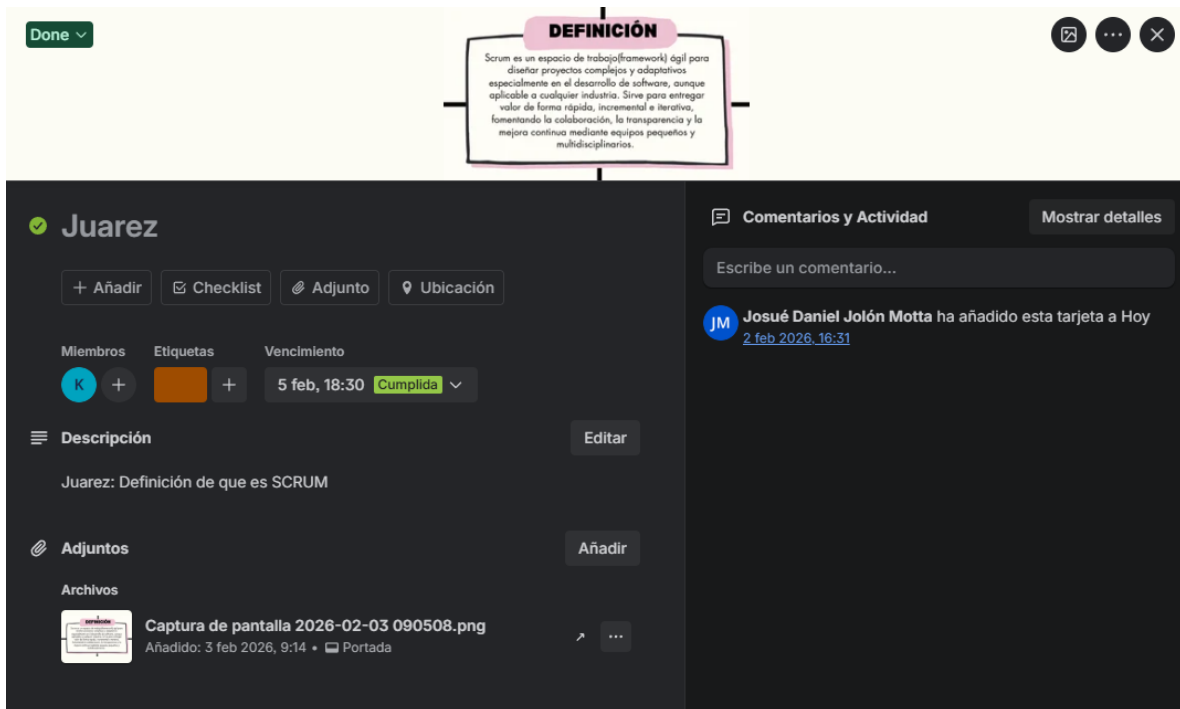 Done
DEFINICIÓN
Scrum es un espacio de trabajo(framework) ágil para
diseñar proyectos complejos y adaptativos
especialmente en el desarrollo de software, aunque
aplicable a cualquier industria. Sirve para entregar
valor de forma rápida, incremental e iterativa,
fomentando la colaboración, la transparencia y la
mejora continua mediante equipos pequeños y
multidisciplinarios.
Juarez
Añadir
Checklist
Adjunto
Ubicación
Miembros
Etiquetas
Vencimiento
K
5 feb, 18:30 Cumplida
Descripción
Editar
Juarez: Definición de que es SCRUM
Adjuntos
Añadir
Archivos
DEFINICIÓN
Captura de pantalla 2026-02-03 090508.png
Añadido: 3 feb 2026, 9:14 • Portada
Comentarios y Actividad
Mostrar detalles
Escribe un comentario...
JM
Josué Daniel Jolón Motta ha añadido esta tarjeta a Hoy
2 feb 2026, 16:31